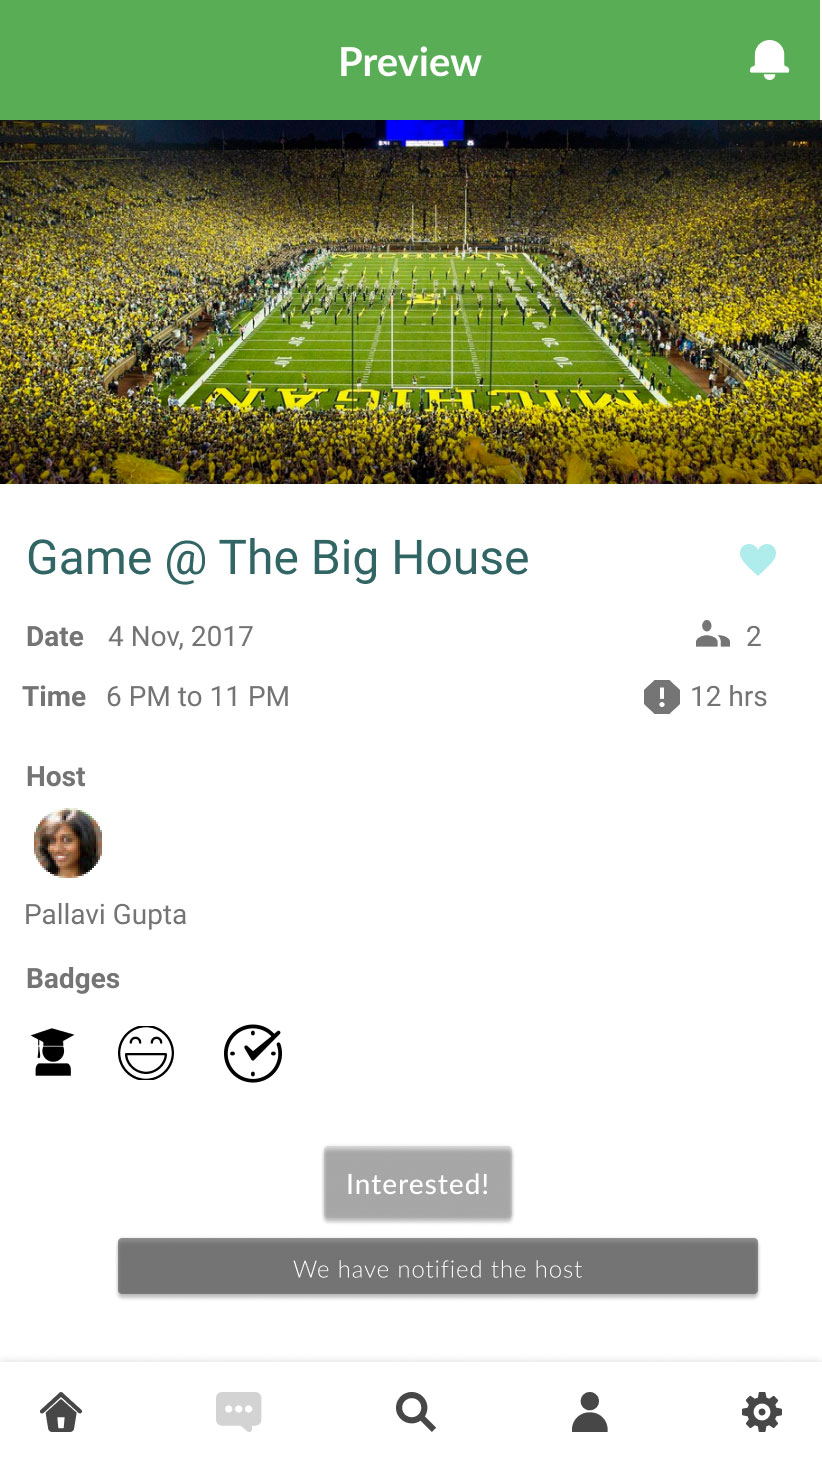 Preview
MICHIGAN
MICHIGAN
Game @ The Big House
Date 4 Nov, 2017
2
Time 6 PM to 11 PM
12 hrs
Host
Pallavi Gupta
Badges
Interested!
We have notified the host